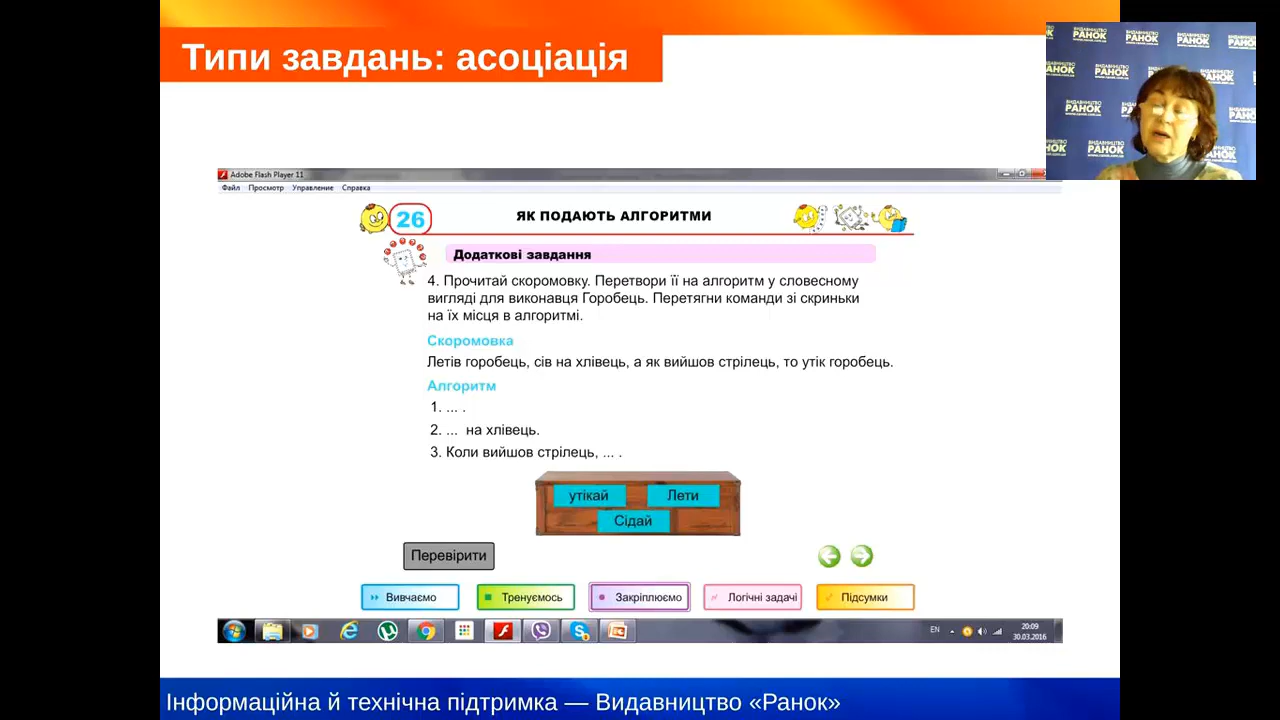 Типи завдань: асоціація
ВИДАВНИЦТВО
РАНОК
Adobe Flash Player 11
Файл Просмотр Управление Справка
26
ЯК ПОДАЮТЬ АЛГОРИТМИ
Додаткові завдання
4. Прочитай скоромовку. Перетвори її на алгоритм у словесному
вигляді для виконавця Горобець. Перетягни команди зі скриньки
на їх місця в алгоритмі.
Скоромовка
Летів горобець, сів на хлівець, а як вийшов стрілець, то утік горобець.
Алгоритм
1. ... .
2. ... на хлівець.
3. Коли вийшов стрілець, ... .
утікай Лети
Сідай
Перевірити
Вивчаємо Тренуємось Закріплюємо Логічні задачі Підсумки
EN 20:09
30.03.2016
Інформаційна й технічна підтримка — Видавництво «Ранок»